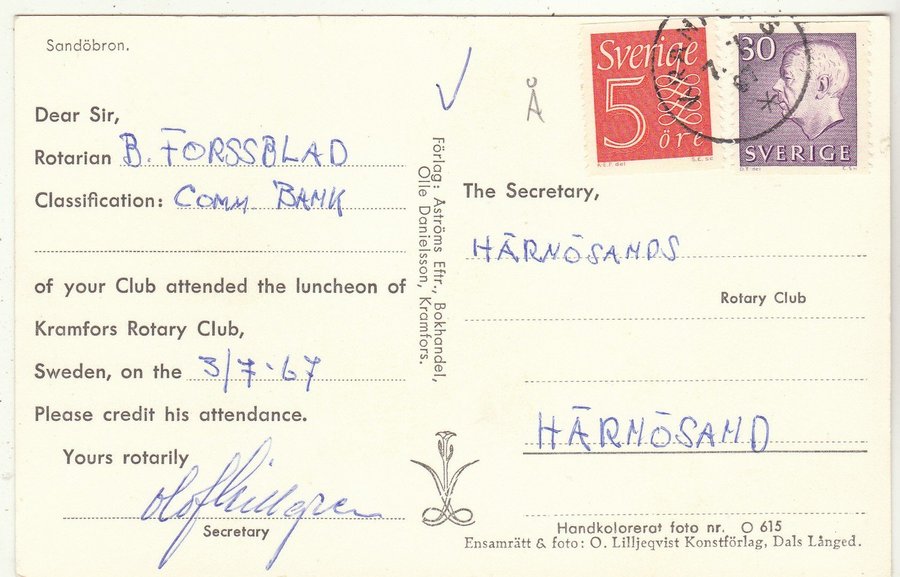 Sandöbron.
Å
Dear Sir,
Rotarian B. FORSSBLAD
Classification: COMM BANK
of your Club attended the luncheon of
Kramfors Rotary Club,
Sweden, on the 3/7-67
Please credit his attendance.
Yours rotarily
Secretary
Förlag: Aströms Eftr., Bokhandel,
Olle Danielsson, Kramfors.
Sverige
5
öre
30
SVERIGE
The Secretary,
HÄRNÖSANDS
Rotary Club
HÄRNÖSAND
Handkolorerat foto nr. O 615
Ensamrätt & foto: O. Lilljeqvist Konstförlag, Dals Långed.